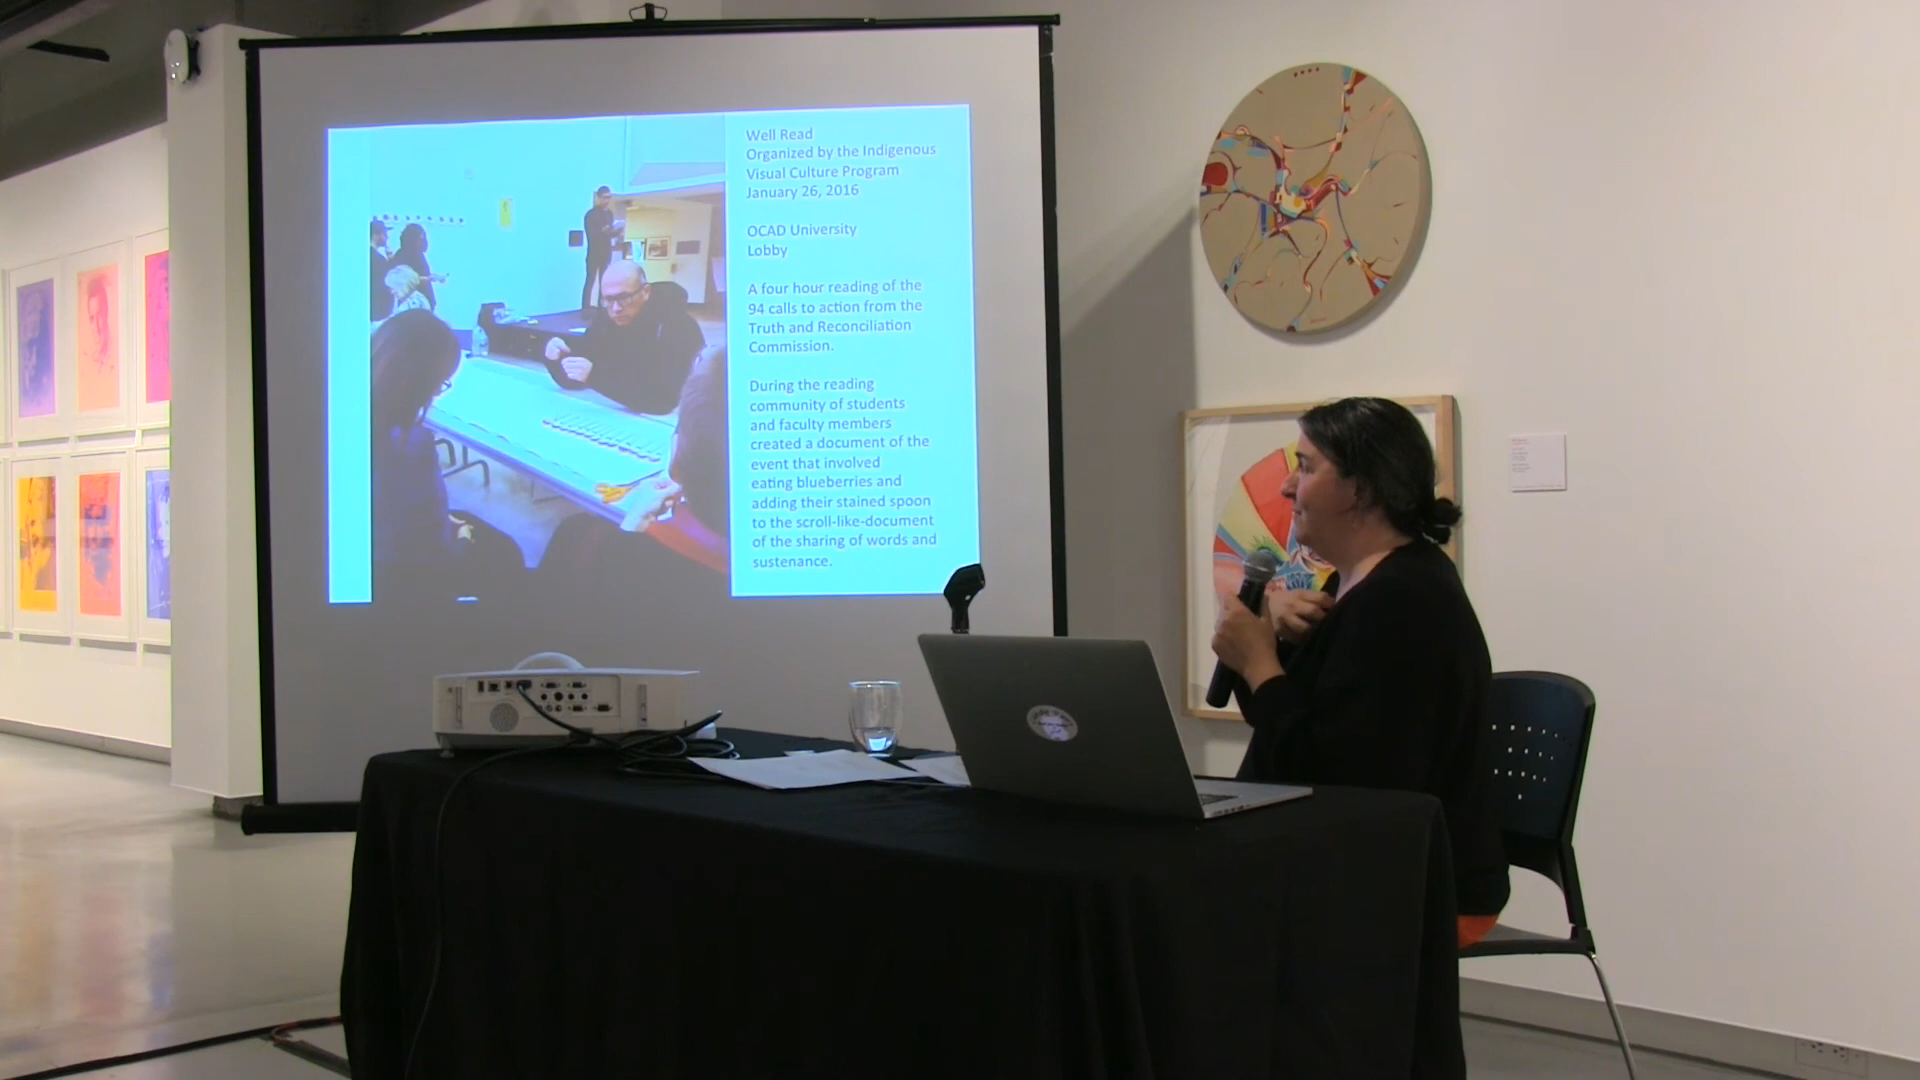 Well Read
Organized by the Indigenous
Visual Culture Program
January 26, 2016
OCAD University
Lobby
A four hour reading of the
94 calls to action from the
Truth and Reconciliation
Commission.
During the reading
community of students
and faculty members
created a document of the
event that involved
eating blueberries and
adding their stained spoon
to the scroll-like-document
of the sharing of words and
sustenance.